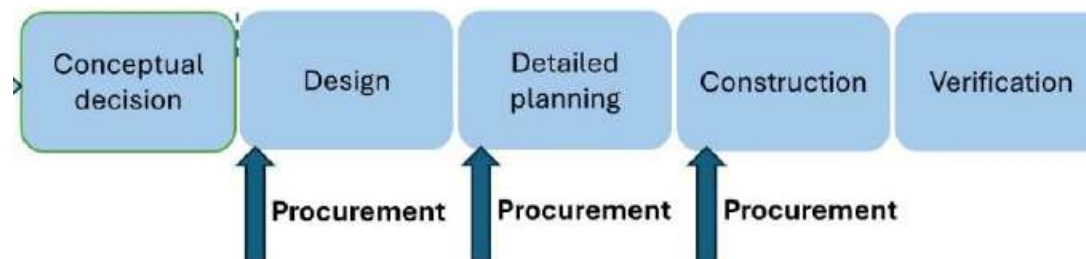 Conceptual
decision
Design
Detailed
planning
Construction
Verification
Procurement
Procurement
Procurement